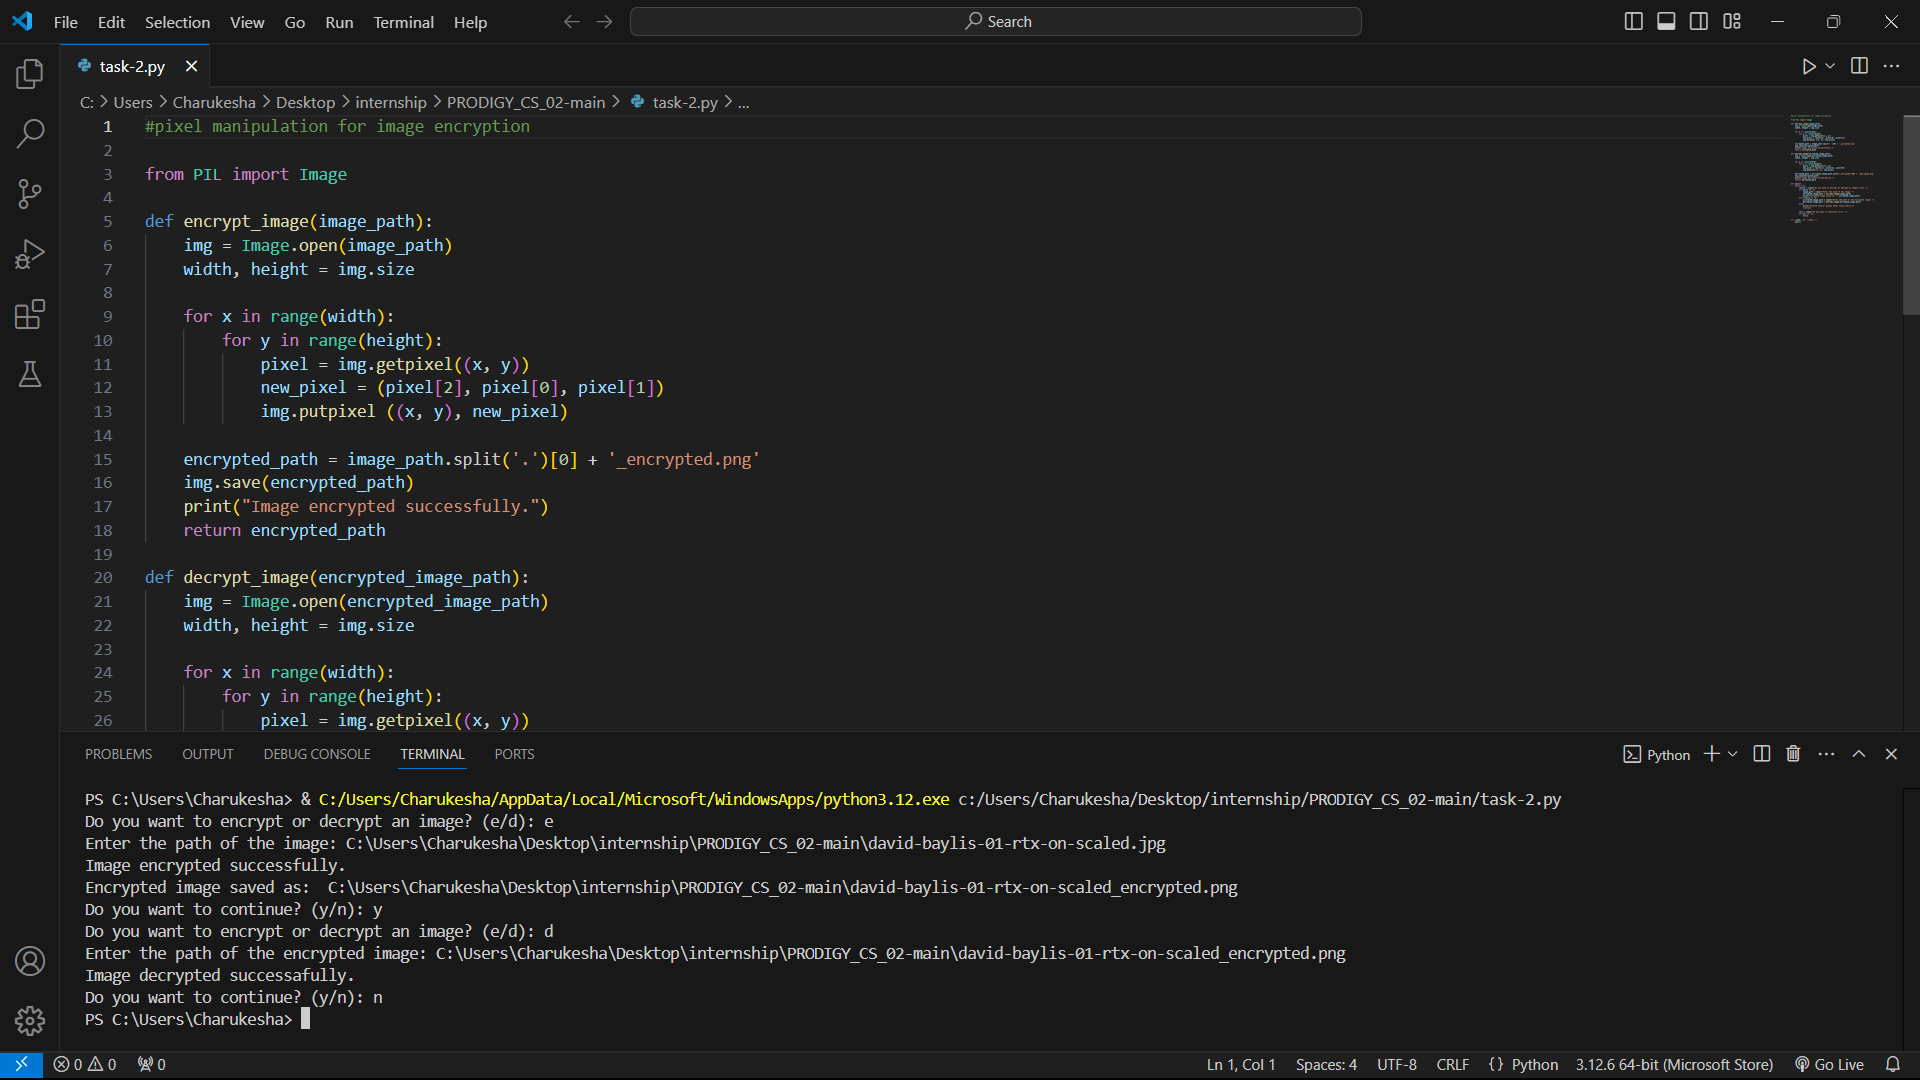 File Edit Selection View Go Run Terminal Help Search
task-2.py
C: > Users > Charukesha > Desktop > internship > PRODIGY_CS_02-main > task-2.py > ...
1 #pixel manipulation for image encryption
2
3 from PIL import Image
4
5 def encrypt_image(image_path):
6 img = Image.open(image_path)
7 width, height = img.size
8
9 for x in range(width):
10 for y in range(height):
11 pixel = img.getpixel((x, y))
12 new_pixel = (pixel[2], pixel[0], pixel[1])
13 img.putpixel ((x, y), new_pixel)
14
15 encrypted_path = image_path.split('.')[0] + '_encrypted.png'
16 img.save(encrypted_path)
17 print("Image encrypted successfully.")
18 return encrypted_path
19
20 def decrypt_image(encrypted_image_path):
21 img = Image.open(encrypted_image_path)
22 width, height = img.size
23
24 for x in range(width):
25 for y in range(height):
26 pixel = img.getpixel((x, y))
PROBLEMS OUTPUT DEBUG CONSOLE TERMINAL PORTS Python
PS C:\Users\Charukesha> & C:/Users/Charukesha/AppData/Local/Microsoft/WindowsApps/python3.12.exe c:/Users/Charukesha/Desktop/internship/PRODIGY_CS_02-main/task-2.py
Do you want to encrypt or decrypt an image? (e/d): e
Enter the path of the image: C:\Users\Charukesha\Desktop\internship\PRODIGY_CS_02-main\david-baylis-01-rtx-on-scaled.jpg
Image encrypted successfully.
Encrypted image saved as:  C:\Users\Charukesha\Desktop\internship\PRODIGY_CS_02-main\david-baylis-01-rtx-on-scaled_encrypted.png
Do you want to continue? (y/n): y
Do you want to encrypt or decrypt an image? (e/d): d
Enter the path of the encrypted image: C:\Users\Charukesha\Desktop\internship\PRODIGY_CS_02-main\david-baylis-01-rtx-on-scaled_encrypted.png
Image decrypted successafully.
Do you want to continue? (y/n): n
PS C:\Users\Charukesha>
0 0 0 Ln 1, Col 1 Spaces: 4 UTF-8 CRLF {} Python 3.12.6 64-bit (Microsoft Store) Go Live